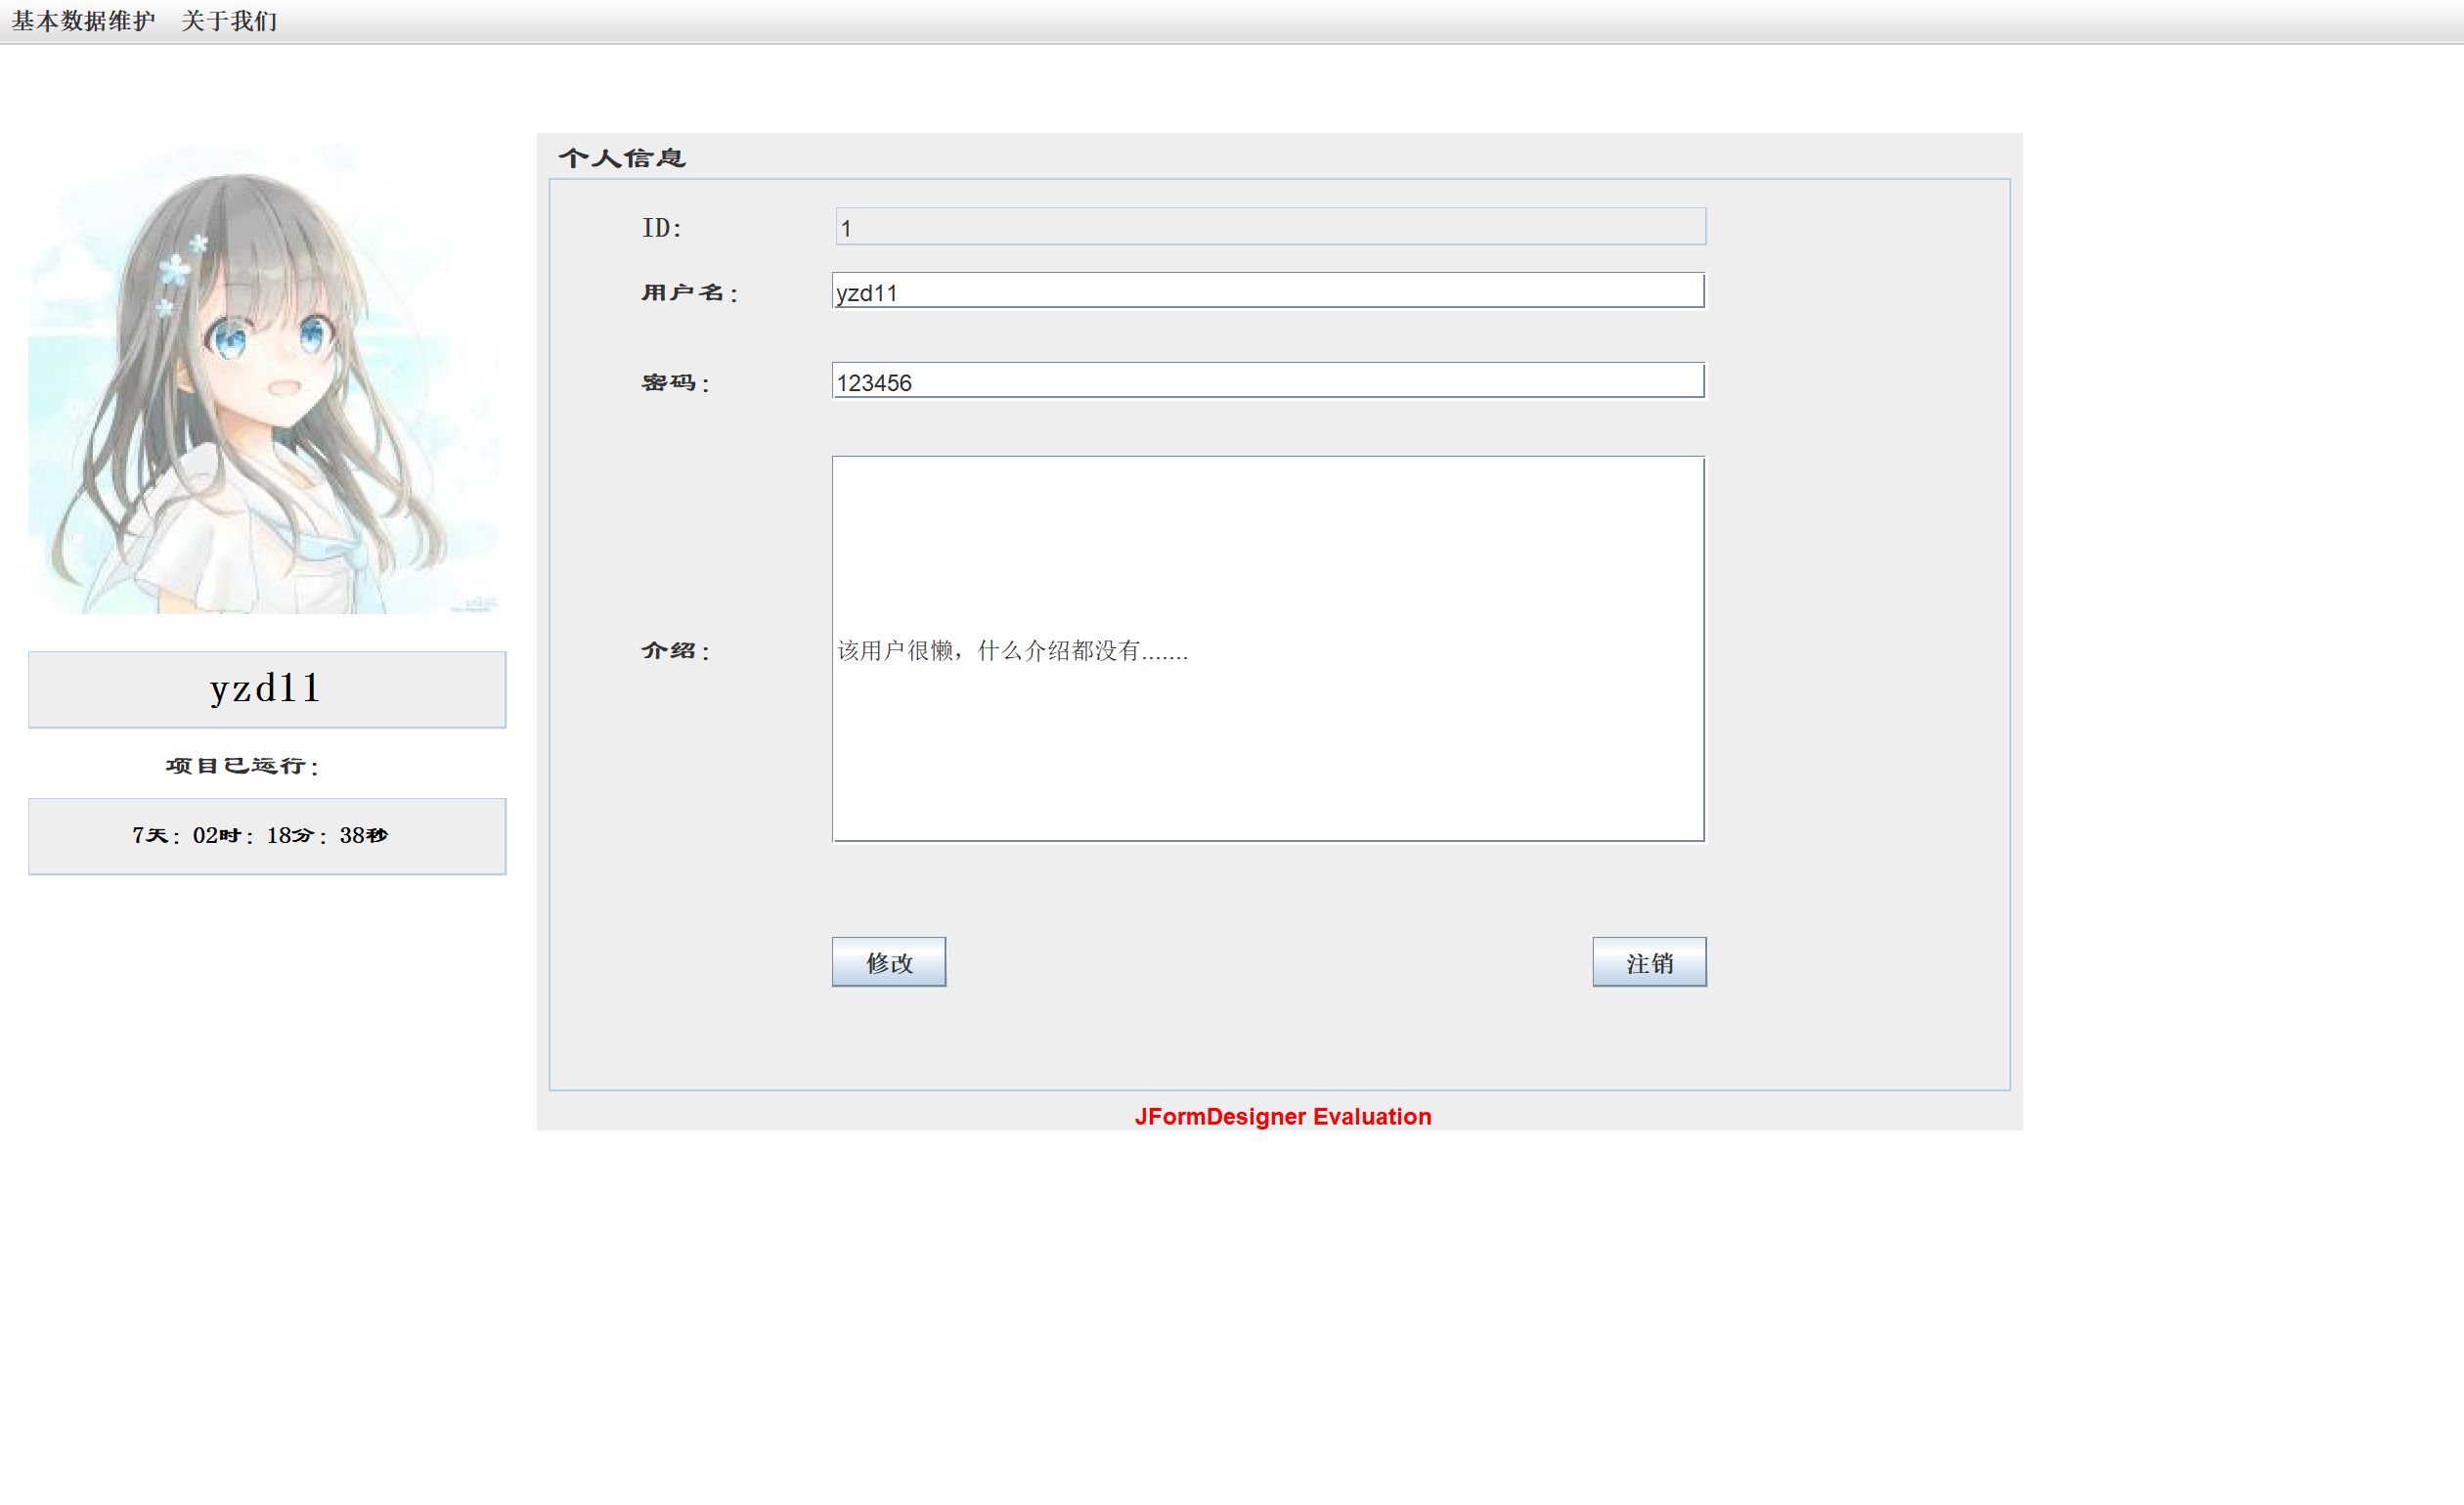 基本数据维护 关于我们
个人信息
ID: 1
用户名: yzd11
密码: 123456
介绍: 该用户很懒，什么介绍都没有.......
yzd11
项目已运行:
7天: 02时: 18分: 38秒
修改 注销
JFormDesigner Evaluation